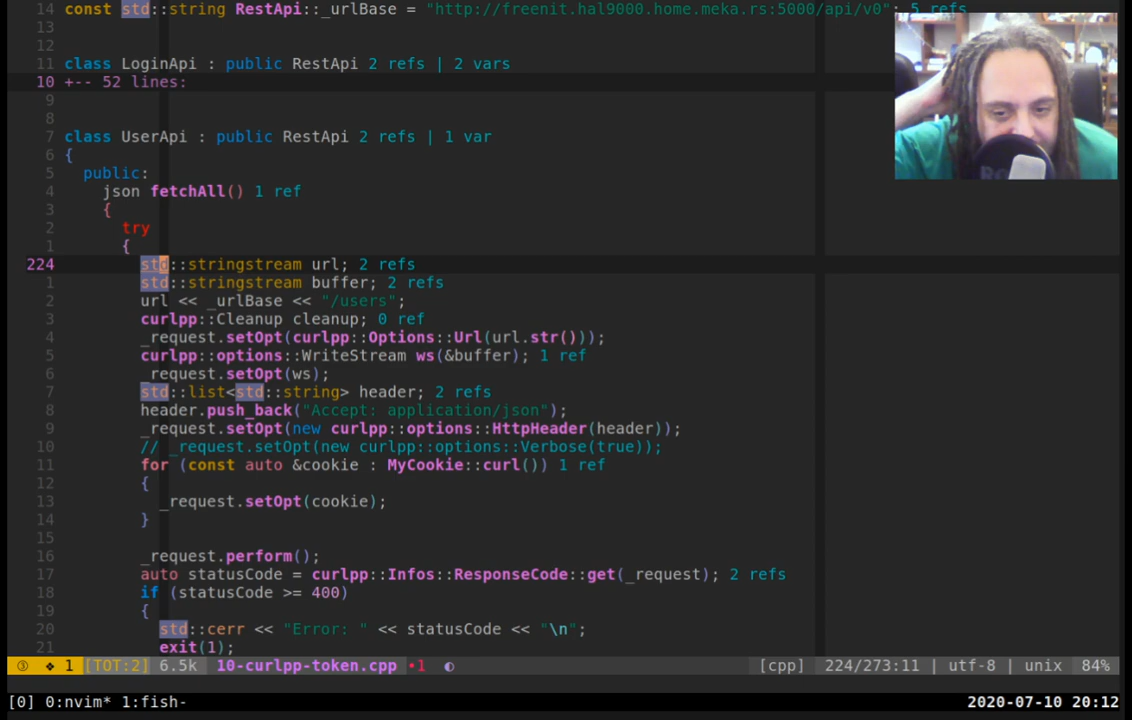 14 const std::string RestApi::_urlBase = "http://freenit.hal9000.home.meka.rs:5000/api/v0"; 5 refs
13
12
11 class LoginApi : public RestApi 2 refs | 2 vars
10 +-- 52 lines:
9
8
7 class UserApi : public RestApi 2 refs | 1 var
6 {
5 public:
4 json fetchAll() 1 ref
3 {
2 try
1 {
224 std::stringstream url; 2 refs
1 std::stringstream buffer; 2 refs
2 url << _urlBase << "/users";
3 curlpp::Cleanup cleanup; 0 ref
4 _request.setOpt(curlpp::Options::Url(url.str()));
5 curlpp::options::WriteStream ws(&buffer); 1 ref
6 _request.setOpt(ws);
7 std::list<std::string> header; 2 refs
8 header.push_back("Accept: application/json");
9 _request.setOpt(new curlpp::options::HttpHeader(header));
10 // _request.setOpt(new curlpp::options::Verbose(true));
11 for (const auto &cookie : MyCookie::curl()) 1 ref
12 {
13 _request.setOpt(cookie);
14 }
15
16 _request.perform();
17 auto statusCode = curlpp::Infos::ResponseCode::get(_request); 2 refs
18 if (statusCode >= 400)
19 {
20 std::cerr << "Error: " << statusCode << "\n";
21 exit(1);
③ ❖ 1 [TOT:2] 6.5k 10-curlpp-token.cpp •1 ◐ [cpp] 224/273:11 | utf-8 | unix 84%
[0] 0:nvim* 1:fish- 2020-07-10 20:12